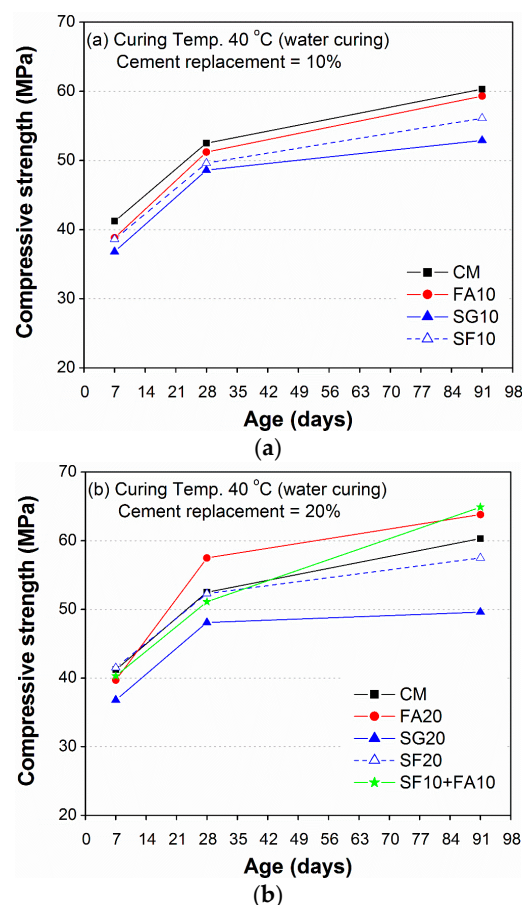 (a) Curing Temp. 40 °C (water curing)
Cement replacement = 10%
Compressive strength (MPa)
70
60
50
40
30
20
CM
FA10
SG10
SF10
0 7 14 21 28 35 42 49 56 63 70 77 84 91 98
Age (days)
(a)
(b) Curing Temp. 40 °C (water curing)
Cement replacement = 20%
Compressive strength (MPa)
70
60
50
40
30
20
CM
FA20
SG20
SF20
SF10+FA10
0 7 14 21 28 35 42 49 56 63 70 77 84 91 98
Age (days)
(b)